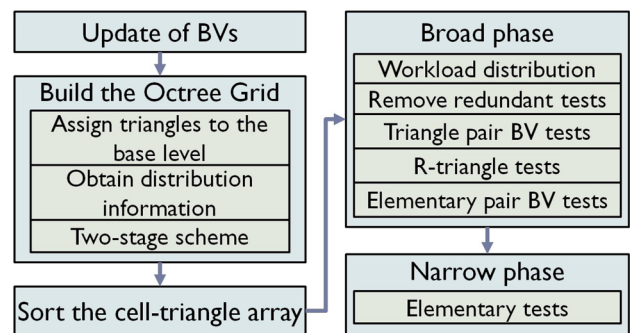 Update of BVs
Build the Octree Grid
Assign triangles to the
base level
Obtain distribution
information
Two-stage scheme
Sort the cell-triangle array
Broad phase
Workload distribution
Remove redundant tests
Triangle pair BV tests
R-triangle tests
Elementary pair BV tests
Narrow phase
Elementary tests